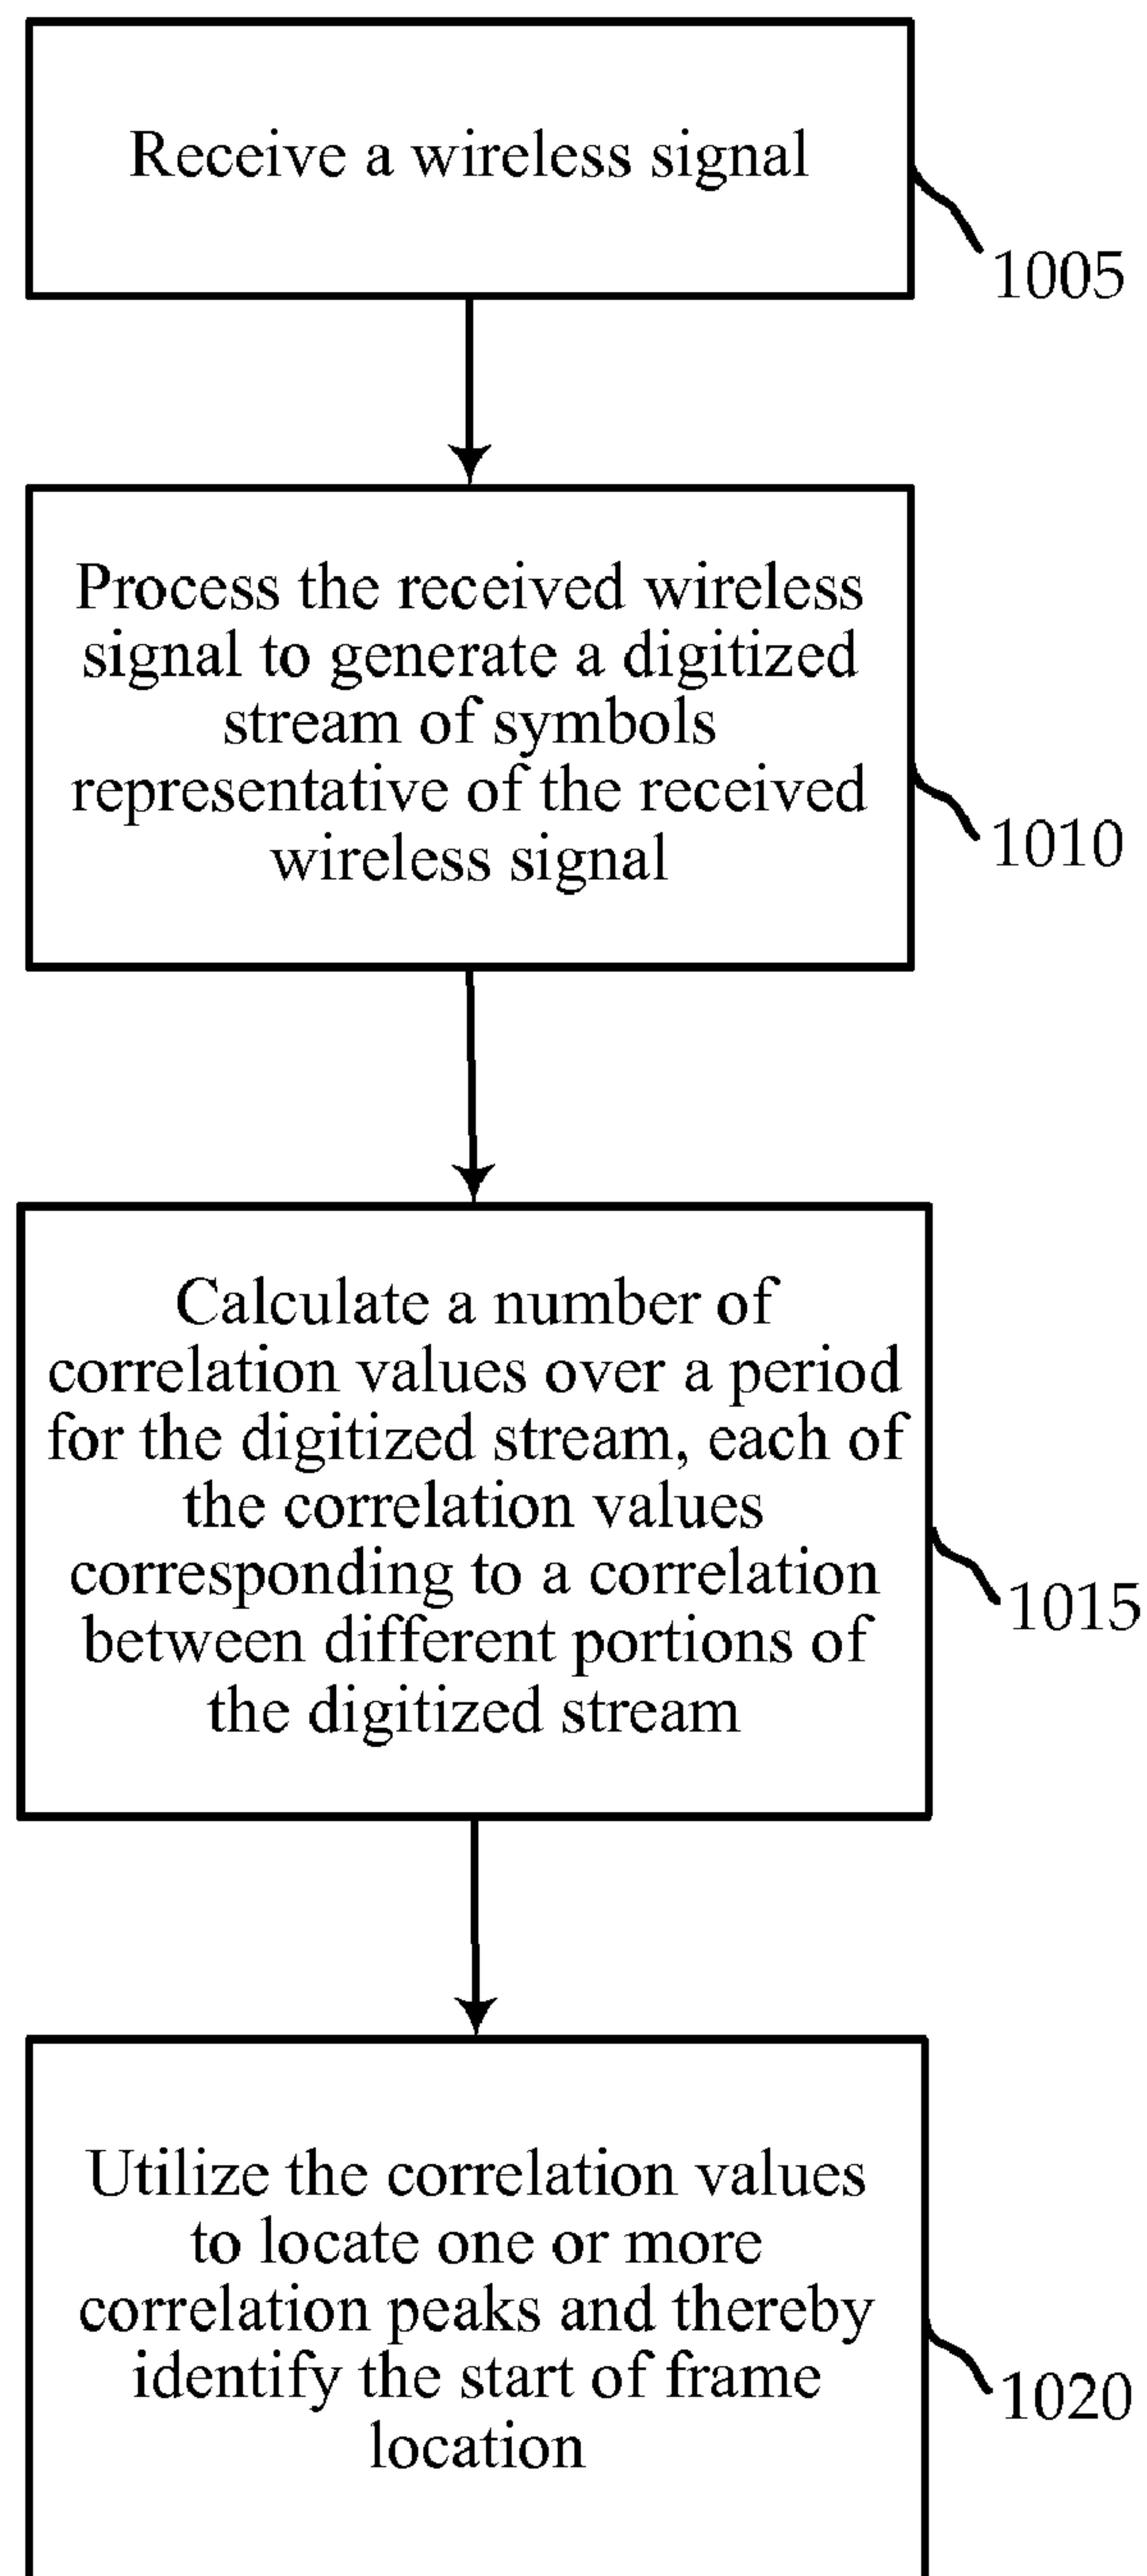 Receive a wireless signal
1005
Process the received wireless
signal to generate a digitized
stream of symbols
representative of the received
wireless signal
1010
Calculate a number of
correlation values over a period
for the digitized stream, each of
the correlation values
corresponding to a correlation
between different portions of
the digitized stream
1015
Utilize the correlation values
to locate one or more
correlation peaks and thereby
identify the start of frame
location
1020